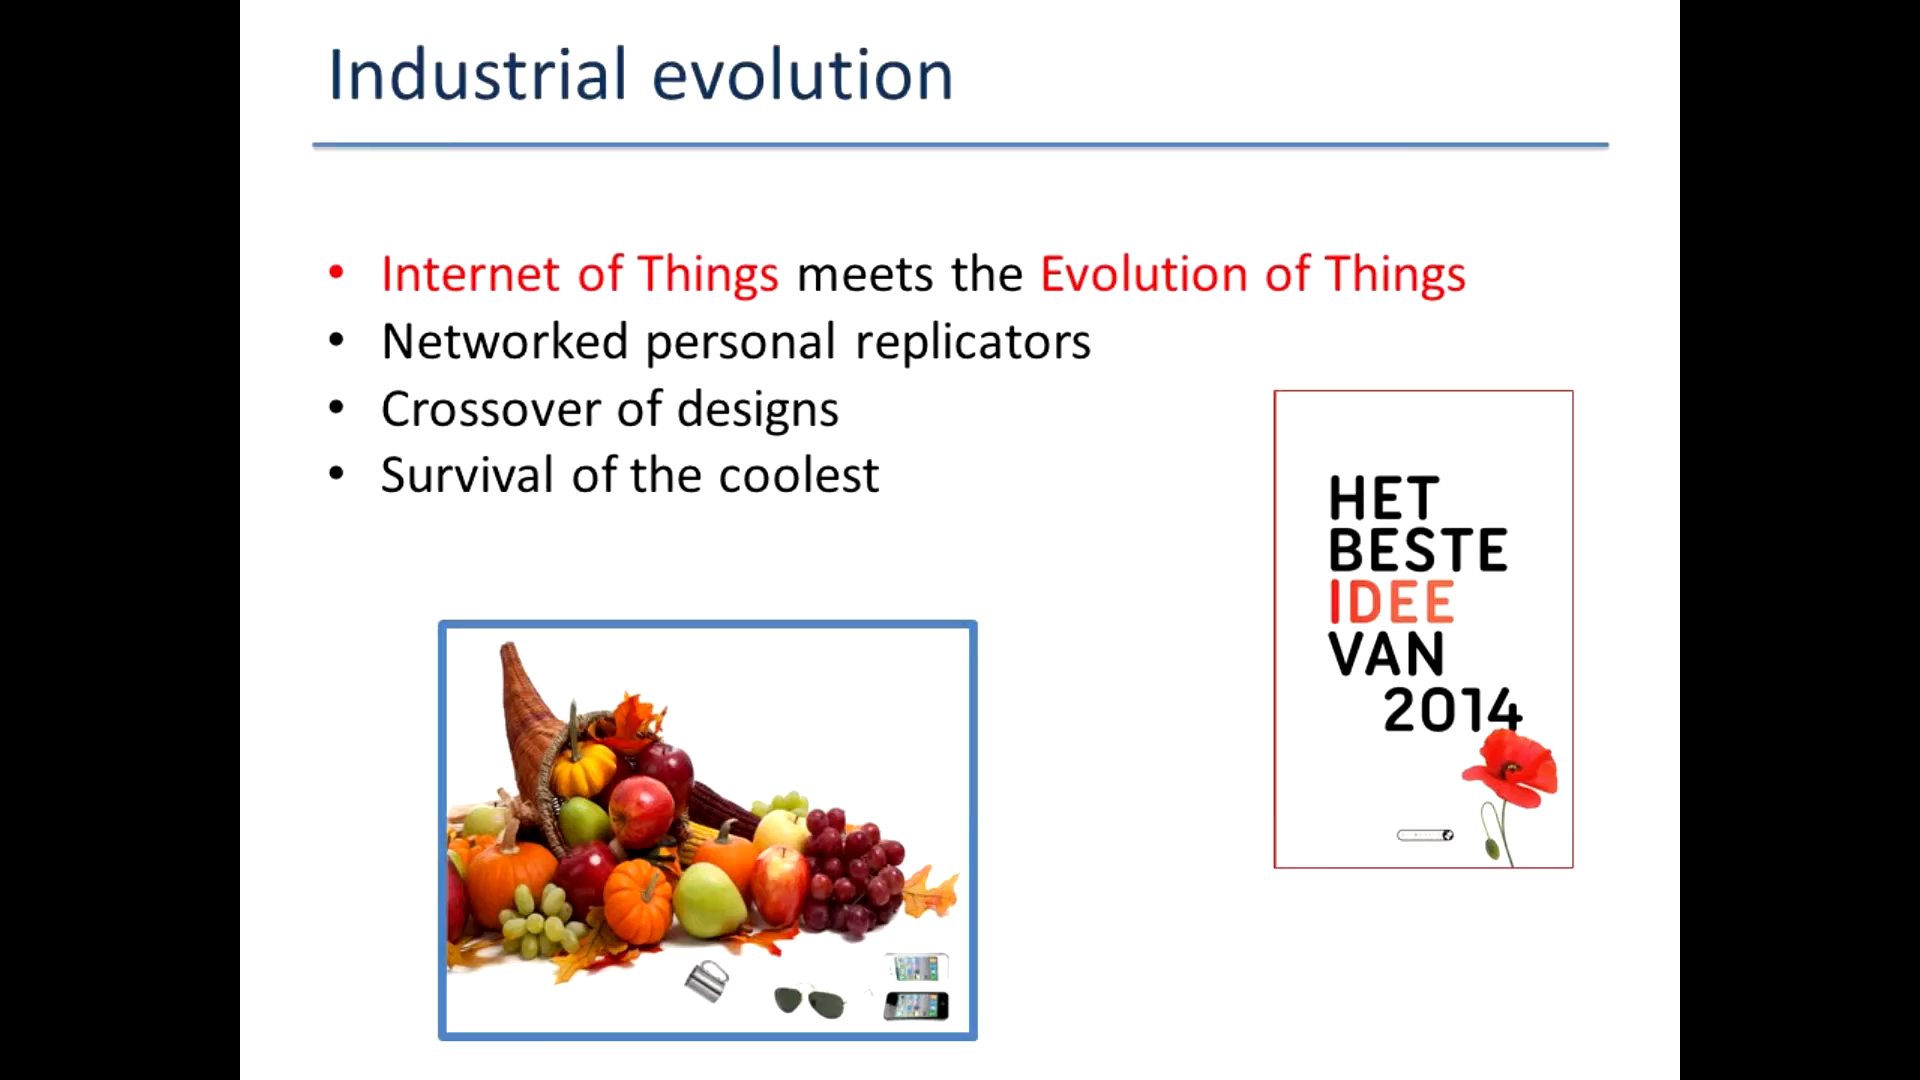 Industrial evolution
• Internet of Things meets the Evolution of Things
• Networked personal replicators
• Crossover of designs
• Survival of the coolest
HET
BESTE
IDEE
VAN
2014